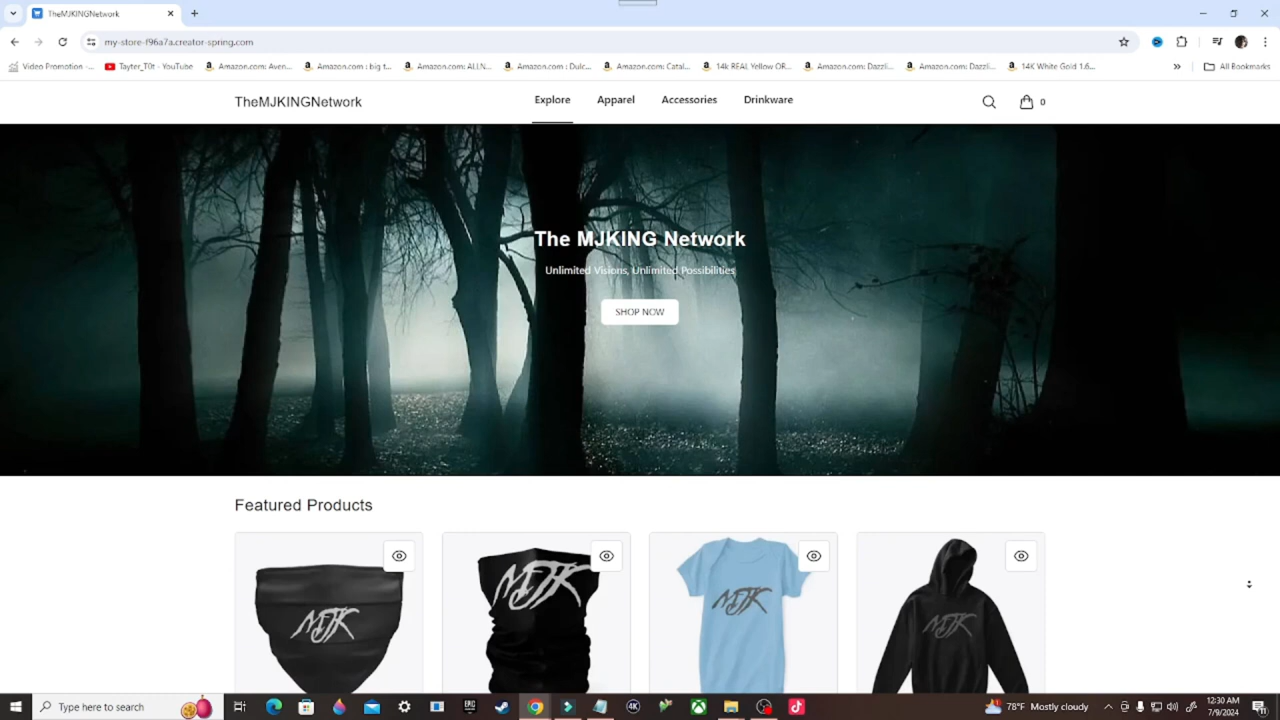 TheMJKINGNetwork
my-store-f96a7a.creator-spring.com
Video Promotion -...
Tayter_T0t - YouTube
Amazon.com: Aven...
Amazon.com : big t...
Amazon.com: ALLN...
Amazon.com : Dulc...
Amazon.com: Catal...
14k REAL Yellow OR...
Amazon.com: Dazzli...
Amazon.com: Dazzli...
14K White Gold 1.6...
All Bookmarks
TheMJKINGNetwork
Explore
Apparel
Accessories
Drinkware
0
The MJKING Network
Unlimited Visions, Unlimited Possibilities
SHOP NOW
Featured Products
MJK
MJK
MJK
MJK
Type here to search
EPIC
4K
78°F Mostly cloudy
12:30 AM
7/9/2024